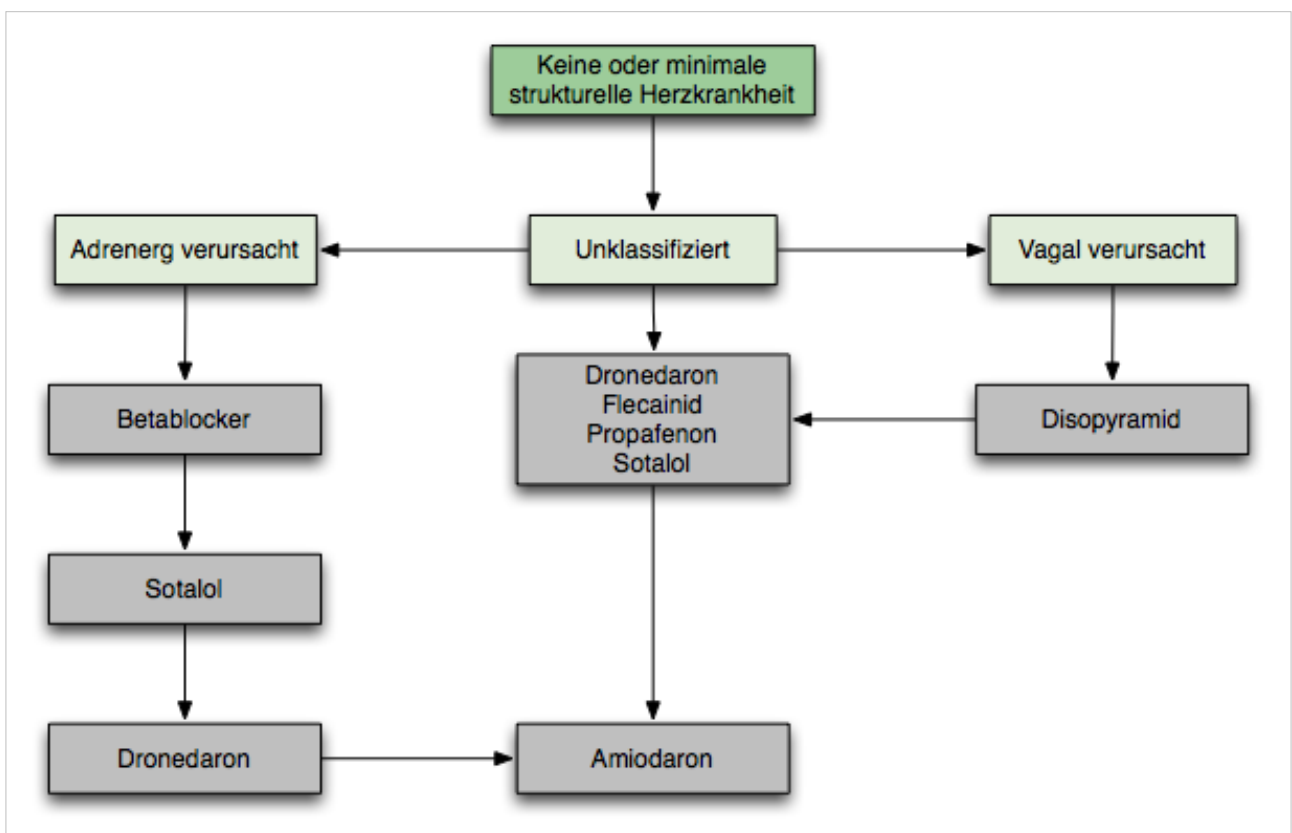 Keine oder minimale
strukturelle Herzkrankheit
Adrenerg verursacht
Unklassifiziert
Vagal verursacht
Betablocker
Dronedaron
Flecainid
Propafenon
Sotalol
Disopyramid
Sotalol
Dronedaron
Amiodaron